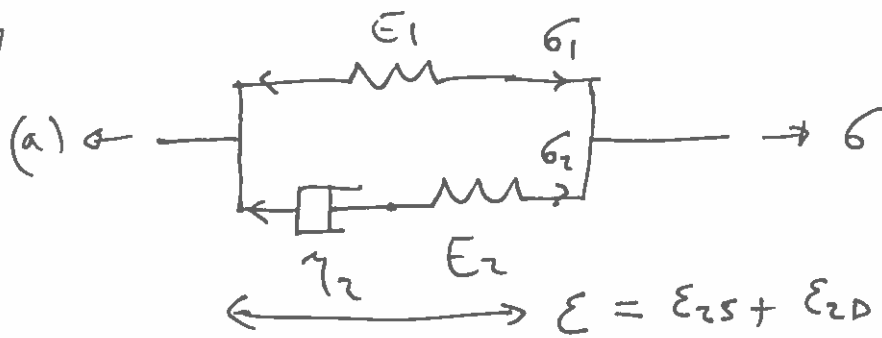 E1 σ1
(a) σ
σ2
η2 E2
ε = ε2S + ε2D